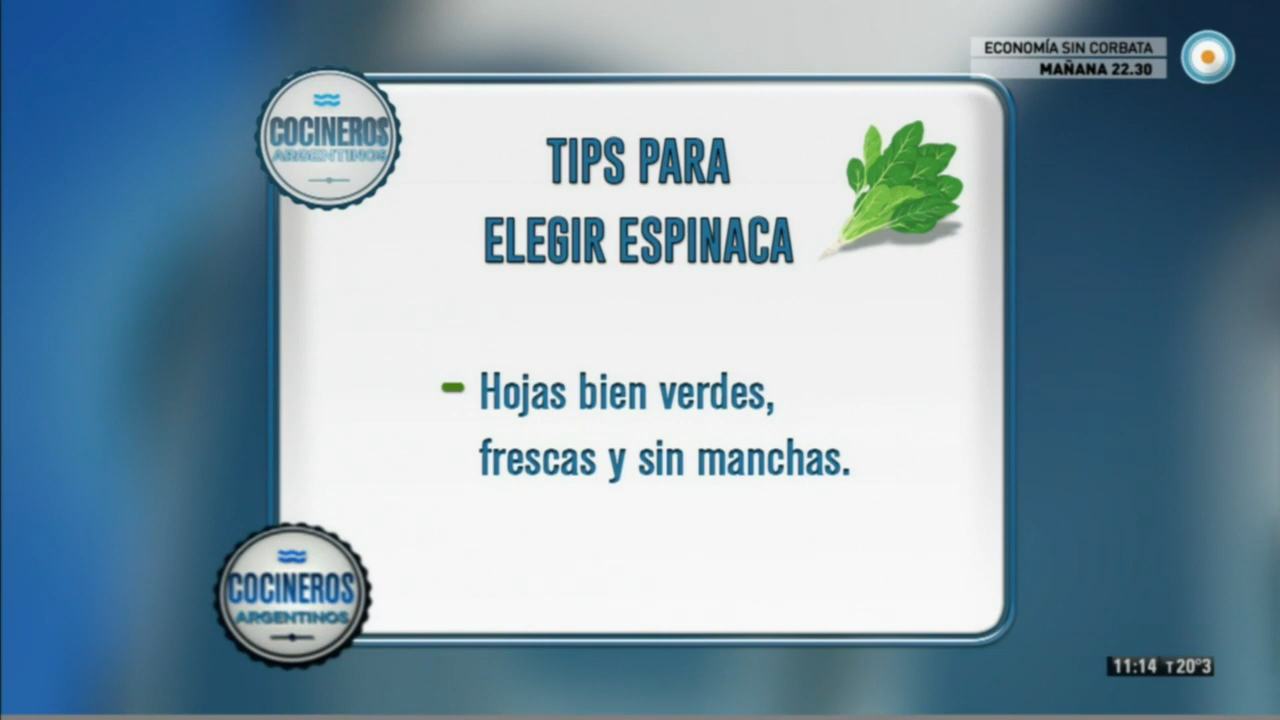 ECONOMÍA SIN CORBATA
MAÑANA 22.30
COCINEROS
ARGENTINOS
TIPS PARA
ELEGIR ESPINACA
- Hojas bien verdes,
frescas y sin manchas.
COCINEROS
ARGENTINOS
11:14 T 20°3